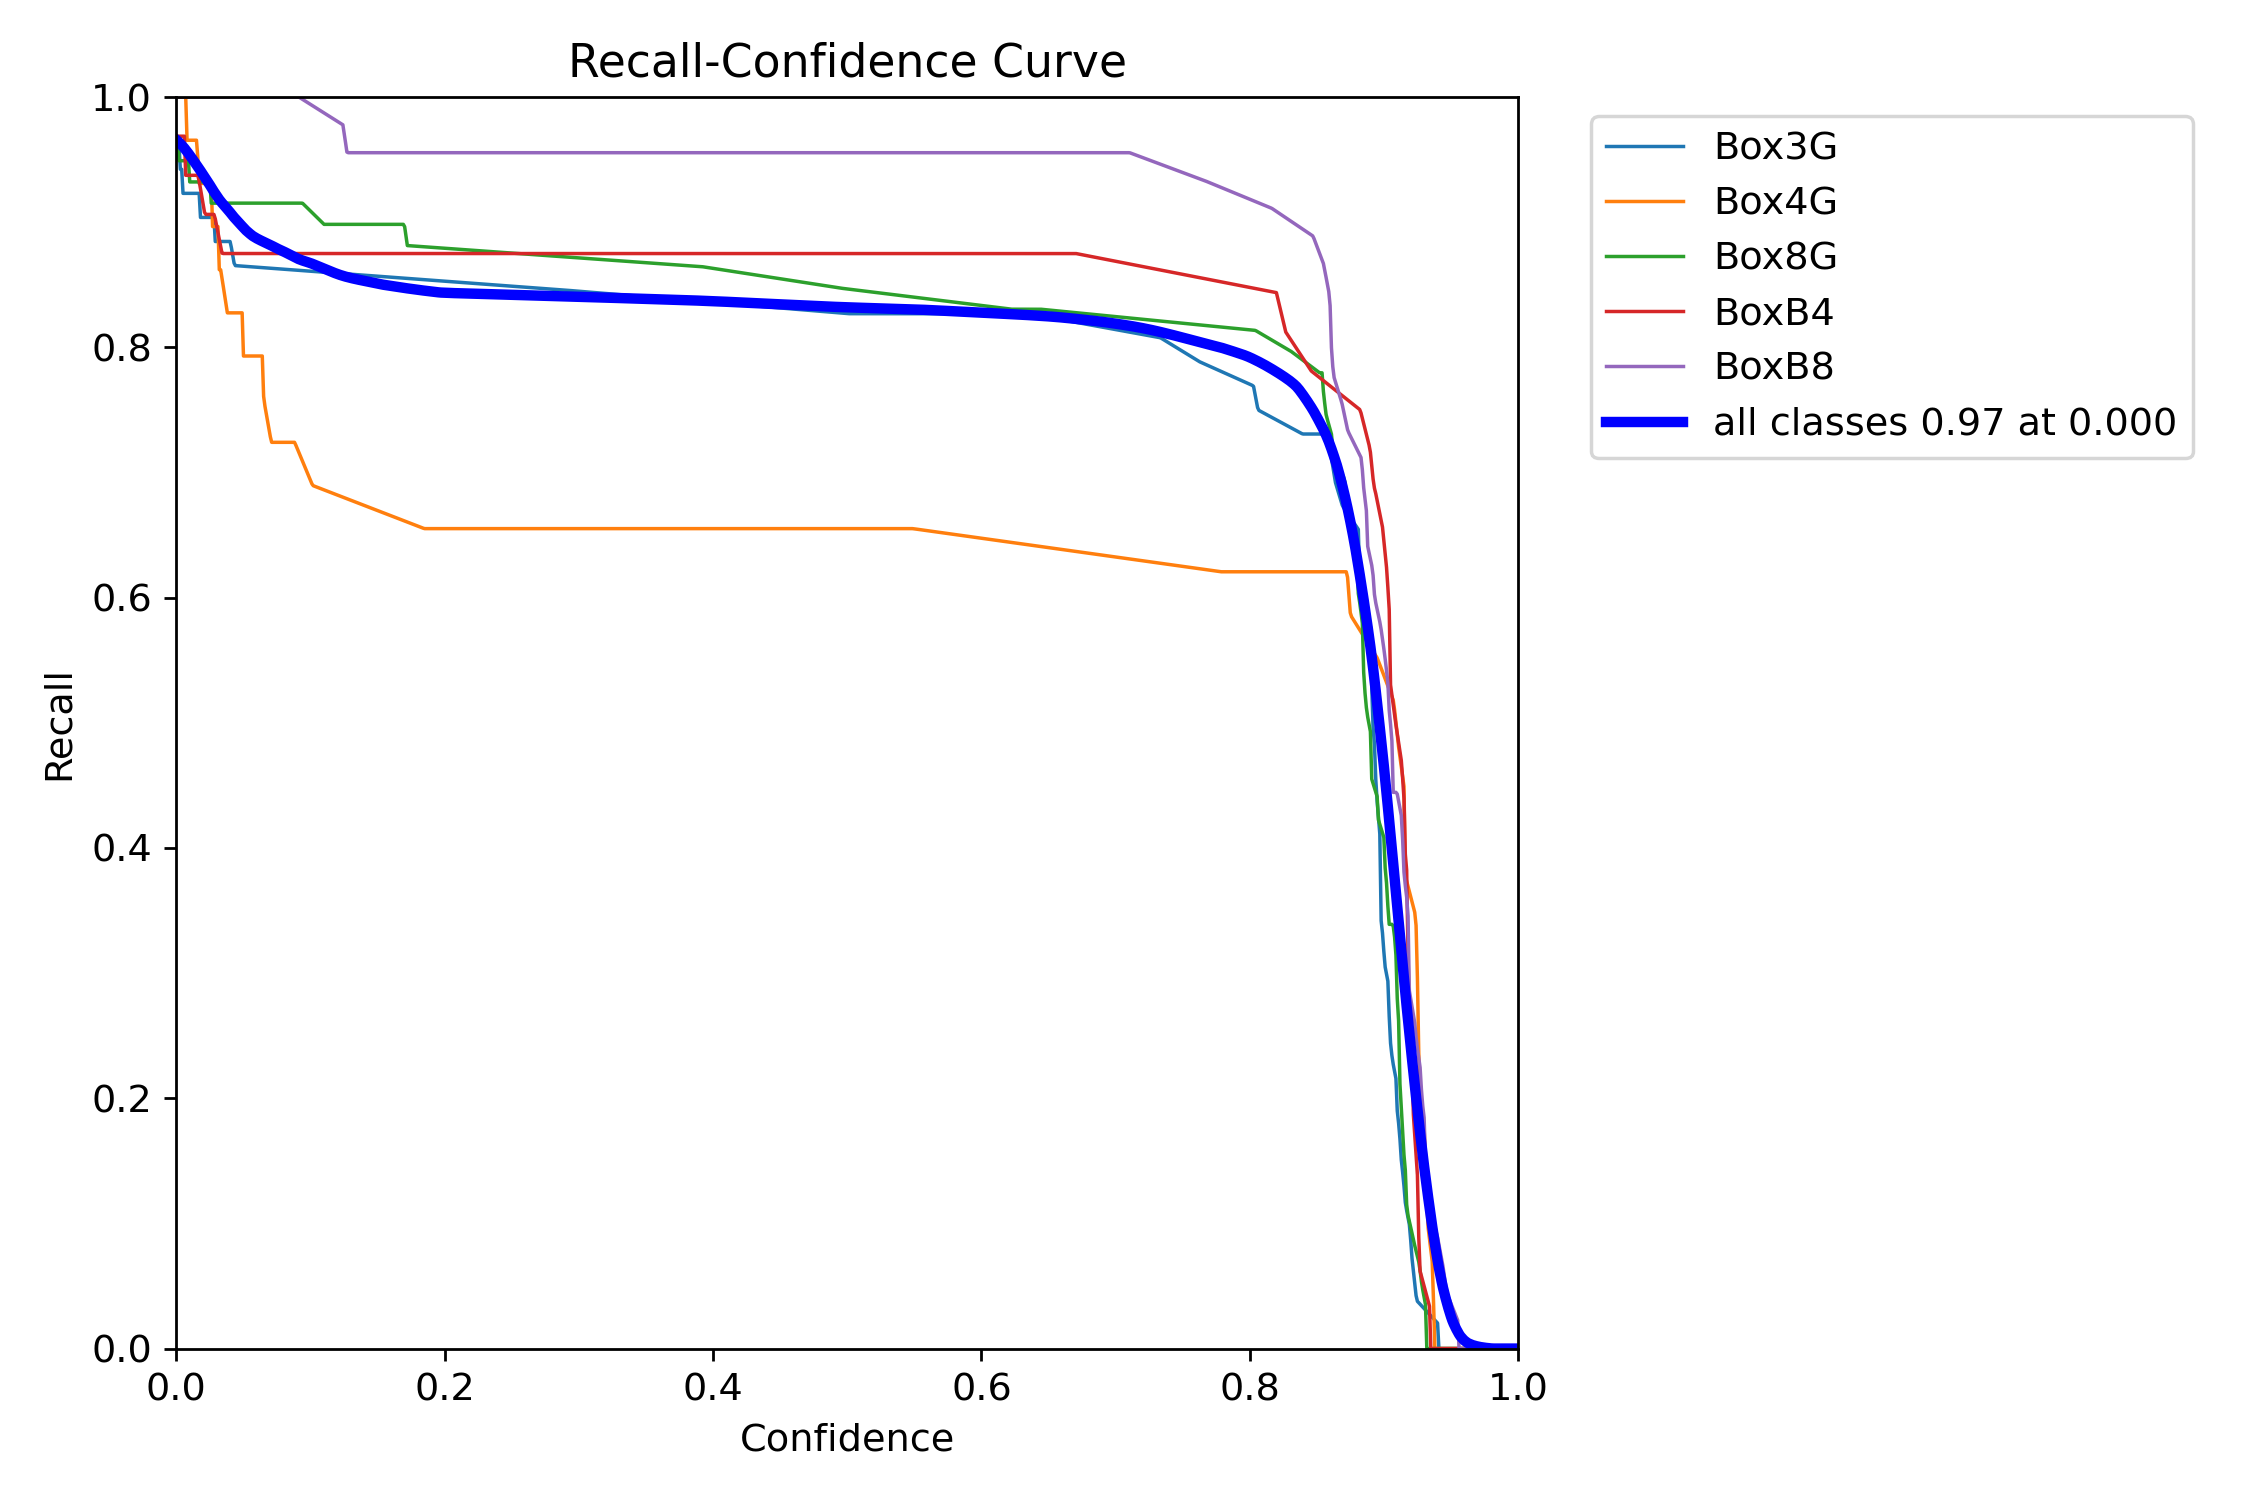 Recall-Confidence Curve
1.0
0.8
0.6
0.4
0.2
0.0
Recall
0.0 0.2 0.4 0.6 0.8 1.0
Confidence
Box3G
Box4G
Box8G
BoxB4
BoxB8
all classes 0.97 at 0.000